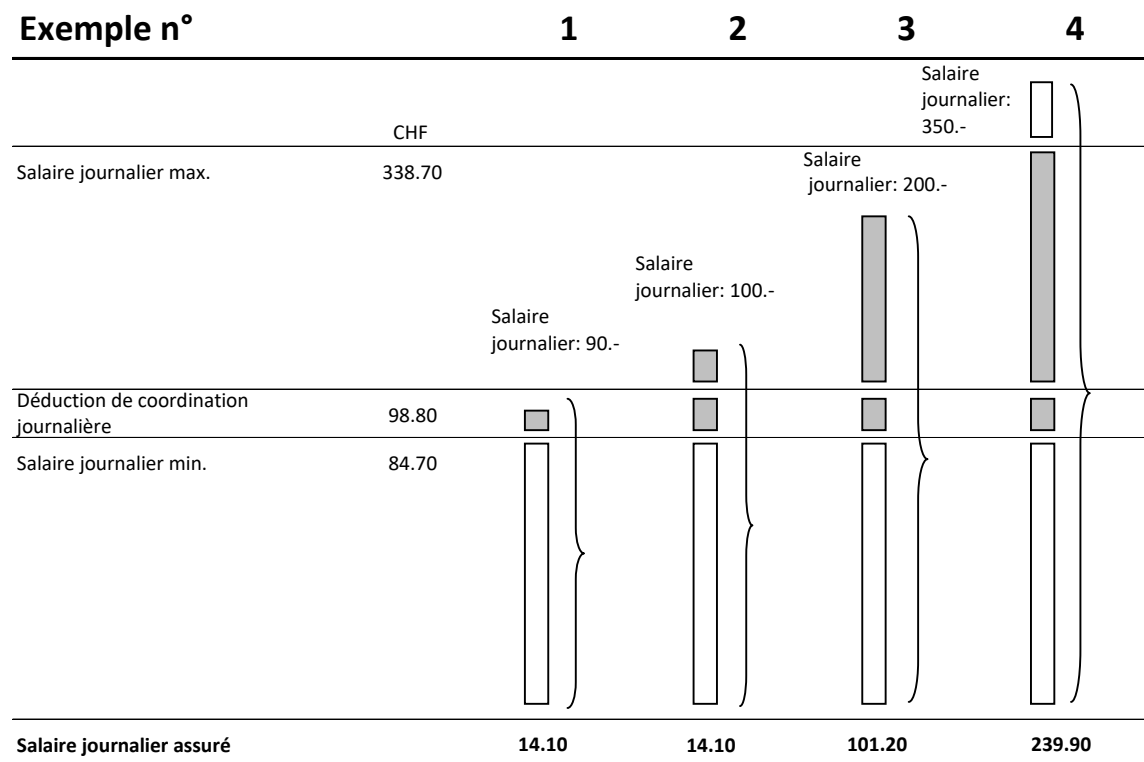 Exemple n° 1 2 3 4
Salaire
journalier:
350.-
CHF
Salaire journalier max. 338.70
Salaire
journalier: 200.-
Salaire
journalier: 100.-
Salaire
journalier: 90.-
Déduction de coordination
journalière 98.80
Salaire journalier min. 84.70
Salaire journalier assuré 14.10 14.10 101.20 239.90